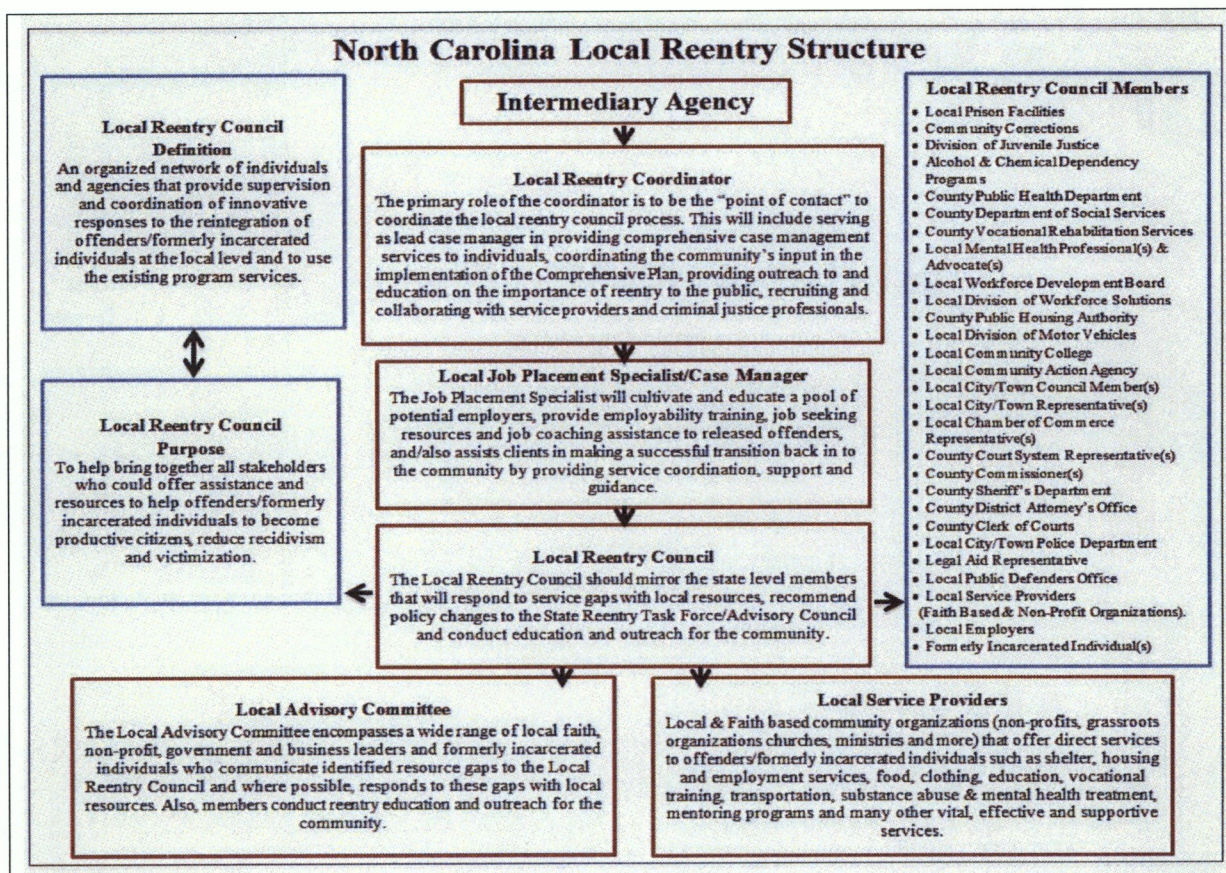 North Carolina Local Reentry Structure
Local Reentry Council
Definition
An organized network of individuals
and agencies that provide supervision
and coordination of innovative
responses to the reintegration of
offenders/formerly incarcerated
individuals at the local level and to use
the existing program services.
Local Reentry Council
Purpose
To help bring together all stakeholders
who could offer assistance and
resources to help offenders/formerly
incarcerated individuals to become
productive citizens, reduce recidivism
and victimization.
Intermediary Agency
Local Reentry Coordinator
The primary role of the coordinator is to be the “point of contact” to
coordinate the local reentry council process. This will include serving
as lead case manager in providing comprehensive case management
services to individuals, coordinating the community’s input in the
implementation of the Comprehensive Plan, providing outreach to and
education on the importance of reentry to the public, recruiting and
collaborating with service providers and criminal justice professionals.
Local Job Placement Specialist/Case Manager
The Job Placement Specialist will cultivate and educate a pool of
potential employers, provide employability training, job seeking
resources and job coaching assistance to released offenders,
and/also assists clients in making a successful transition back in to
the community by providing service coordination, support and
guidance.
Local Reentry Council
The Local Reentry Council should mirror the state level members
that will respond to service gaps with local resources, recommend
policy changes to the State Reentry Task Force/Advisory Council
and conduct education and outreach for the community.
Local Reentry Council Members
• Local Prison Facilities
• Community Corrections
• Division of Juvenile Justice
• Alcohol & Chemical Dependency
Programs
• County Public Health Department
• County Department of Social Services
• County Vocational Rehabilitation Services
• Local Mental Health Professional(s) &
Advocate(s)
• Local Workforce Development Board
• Local Division of Workforce Solutions
• County Public Housing Authority
• Local Division of Motor Vehicles
• Local Community College
• Local Community Action Agency
• Local City/Town Council Member(s)
• Local City/Town Representative(s)
• Local Chamber of Commerce
Representative(s)
• County Court System Representative(s)
• County Commissioner(s)
• County Sheriff’s Department
• County District Attorney’s Office
• County Clerk of Courts
• Local City/Town Police Department
• Legal Aid Representative
• Local Public Defenders Office
• Local Service Providers
(Faith Based & Non-Profit Organizations).
• Local Employers
• Formerly Incarcerated Individual(s)
Local Advisory Committee
The Local Advisory Committee encompasses a wide range of local faith,
non-profit, government and business leaders and formerly incarcerated
individuals who communicate identified resource gaps to the Local
Reentry Council and where possible, responds to these gaps with local
resources. Also, members conduct reentry education and outreach for the
community.
Local Service Providers
Local & Faith based community organizations (non-profits, grassroots
organizations churches, ministries and more) that offer direct services
to offenders/formerly incarcerated individuals such as shelter, housing
and employment services, food, clothing, education, vocational
training, transportation, substance abuse & mental health treatment,
mentoring programs and many other vital, effective and supportive
services.